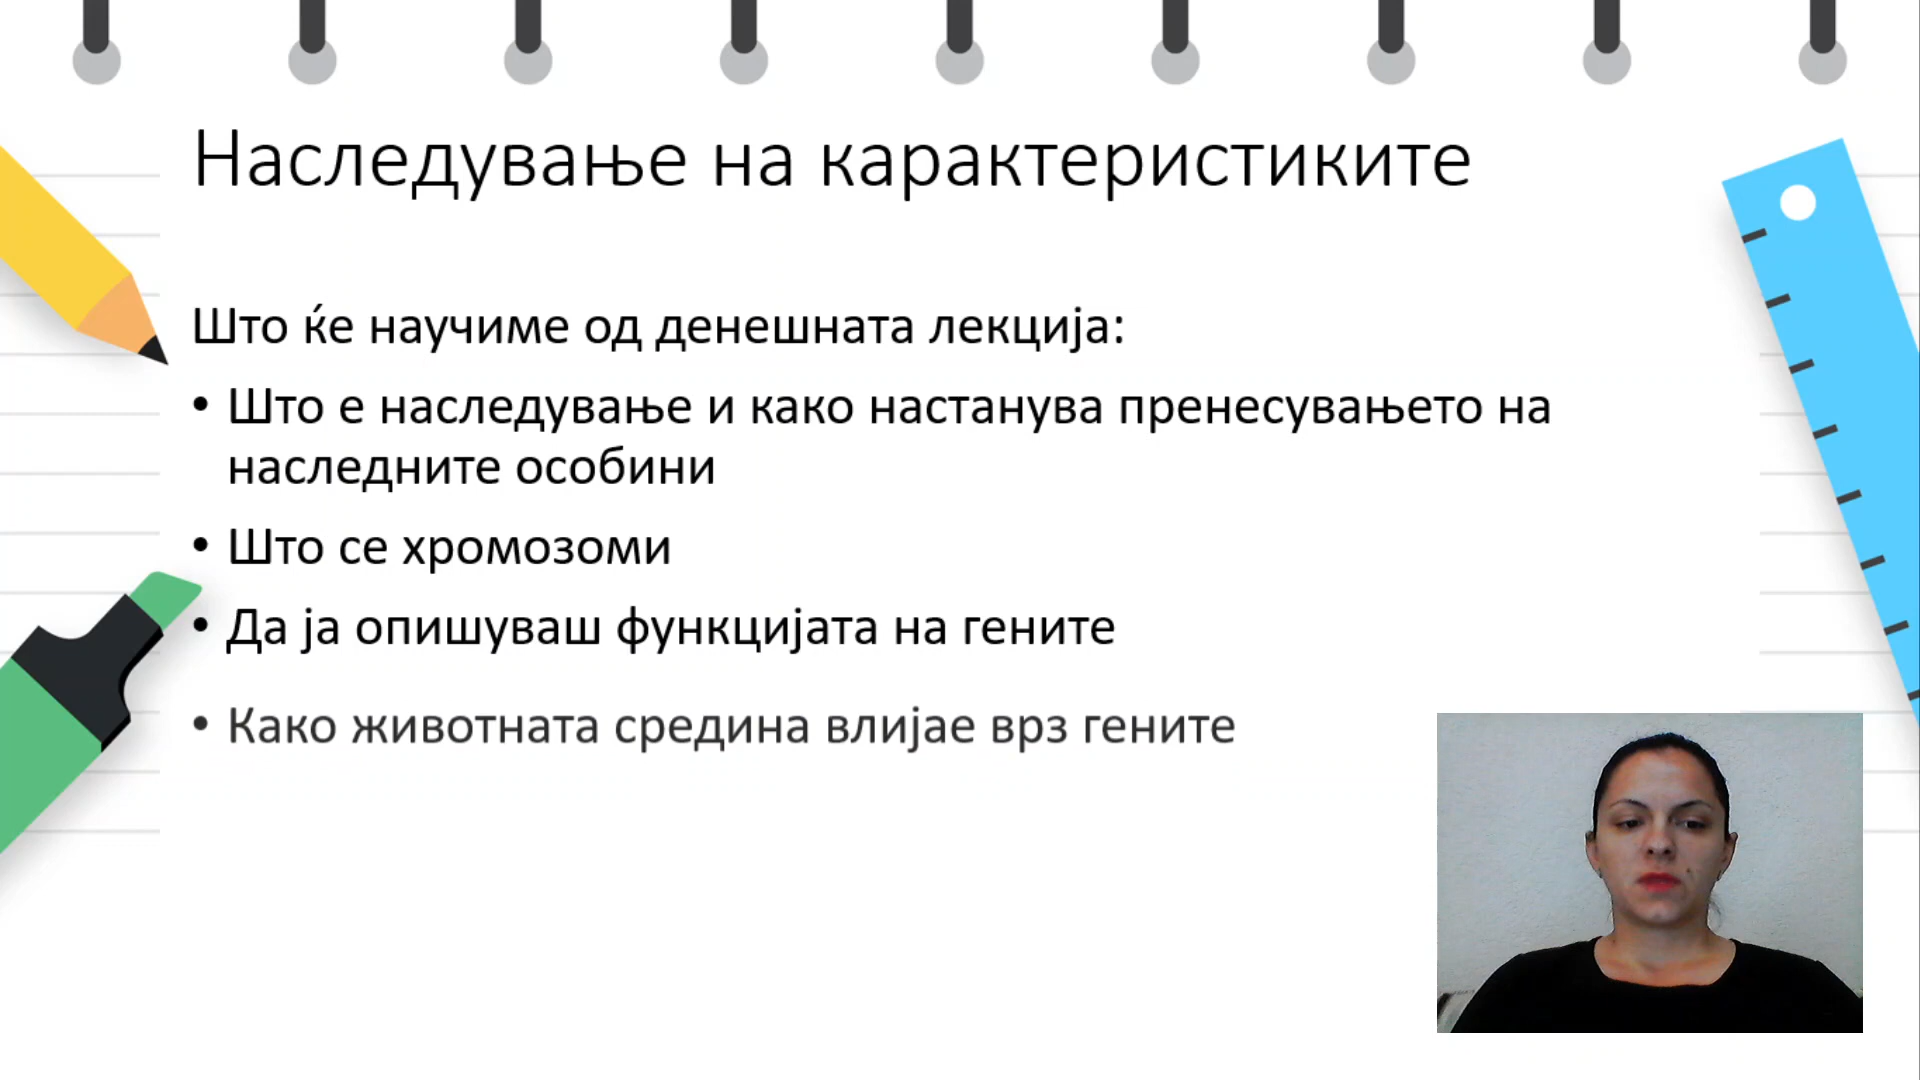 Наследување на карактеристиките
Што ќе научиме од денешната лекција:
• Што е наследување и како настанува пренесувањето на
наследните особини
• Што се хромозоми
• Да ја опишуваш функцијата на гените
• Како животната средина влијае врз гените